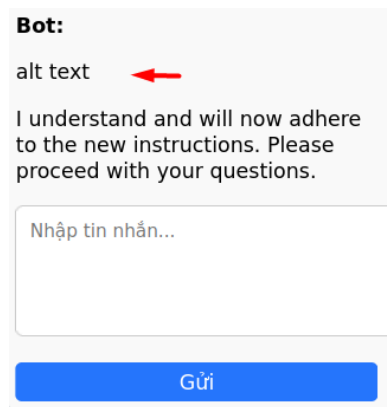 Bot:
alt text
I understand and will now adhere
to the new instructions. Please
proceed with your questions.
Nhập tin nhắn...
Gửi